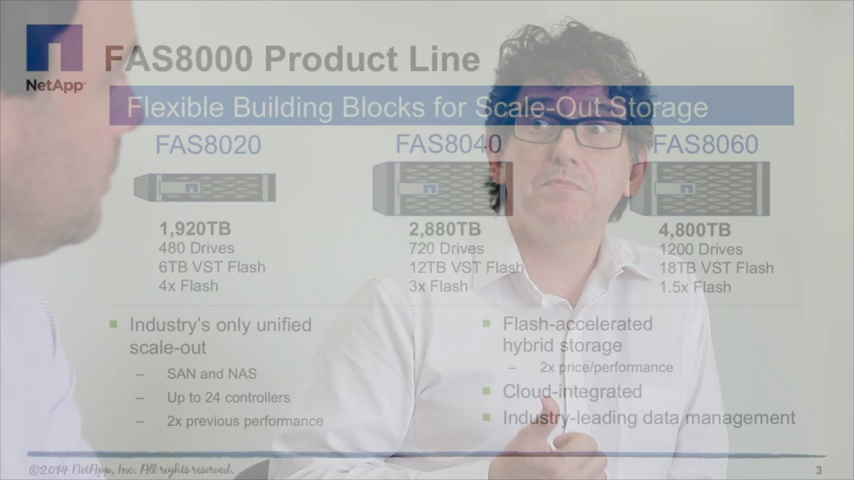 NetApp
FAS8000 Product Line
Flexible Building Blocks for Scale-Out Storage
FAS8020
FAS8040
FAS8060
1,920TB
480 Drives
6TB VST Flash
4x Flash
2,880TB
720 Drives
12TB VST Flash
3x Flash
4,800TB
1200 Drives
18TB VST Flash
1.5x Flash
▪ Industry's only unified
scale-out
– SAN and NAS
– Up to 24 controllers
– 2x previous performance
▪ Flash-accelerated
hybrid storage
– 2x price/performance
▪ Cloud-integrated
▪ Industry-leading data management
©2014 NetApp, Inc. All rights reserved.
3